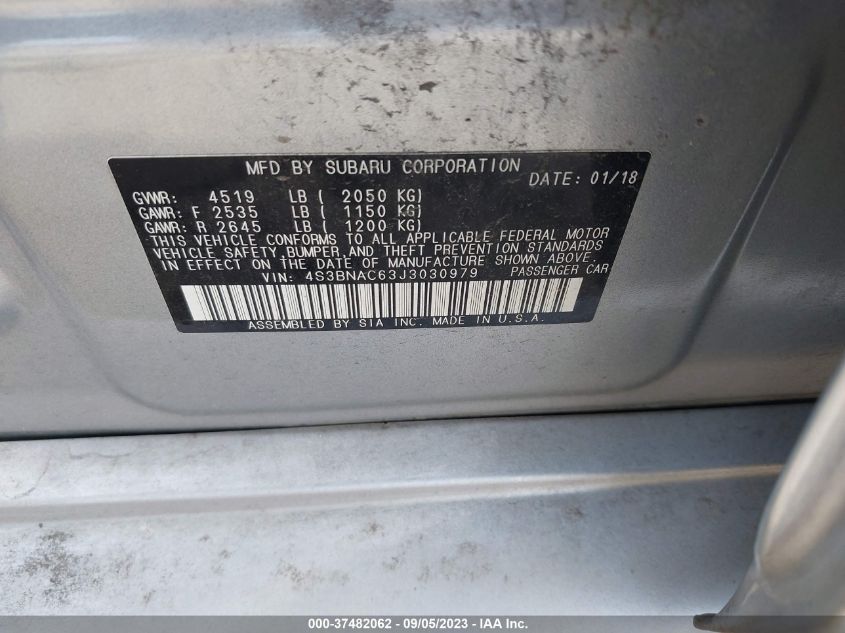 MFD BY SUBARU CORPORATION
DATE: 01/18
GVWR: 4519 LB ( 2050 KG)
GAWR: F 2535 LB ( 1150 KG)
GAWR: R 2645 LB ( 1200 KG)
THIS VEHICLE CONFORMS TO ALL APPLICABLE FEDERAL MOTOR
VEHICLE SAFETY, BUMPER, AND THEFT PREVENTION STANDARDS
IN EFFECT ON THE DATE OF MANUFACTURE SHOWN ABOVE.
VIN: 4S3BNAC63J3030979 PASSENGER CAR
ASSEMBLED BY SIA INC. MADE IN U.S.A.
000-37482062 - 09/05/2023 - IAA Inc.